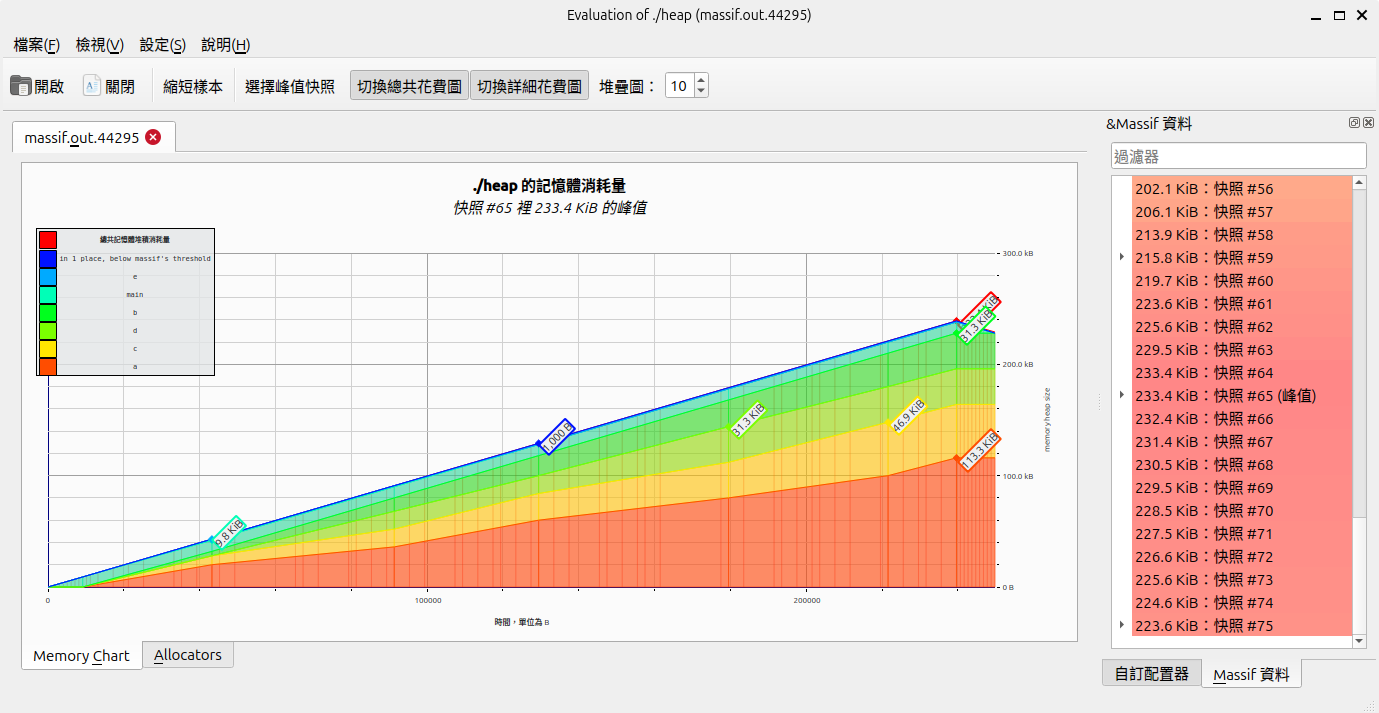 Evaluation of ./heap (massif.out.44295)
檔案(F) 檢視(V) 設定(S) 說明(H)
開啟 關閉 縮短樣本 選擇峰值快照 切換總共花費圖 切換詳細花費圖 堆疊圖： 10
massif.out.44295
./heap 的記憶體消耗量
快照 #65 裡 233.4 KiB 的峰值
總共記憶體堆積消耗量
in 1 place, below massif's threshold
e
main
b
d
c
a
300.0 kB
200.0 kB
100.0 kB
0 B
memory heap size
31.3 KiB
31.3 KiB
46.9 KiB
1,000 B
113.3 KiB
9.8 KiB
0 100000 200000
時間，單位為 B
Memory Chart Allocators
&Massif 資料
過濾器
202.1 KiB：快照 #56
206.1 KiB：快照 #57
213.9 KiB：快照 #58
215.8 KiB：快照 #59
219.7 KiB：快照 #60
223.6 KiB：快照 #61
225.6 KiB：快照 #62
229.5 KiB：快照 #63
233.4 KiB：快照 #64
233.4 KiB：快照 #65 (峰值)
232.4 KiB：快照 #66
231.4 KiB：快照 #67
230.5 KiB：快照 #68
229.5 KiB：快照 #69
228.5 KiB：快照 #70
227.5 KiB：快照 #71
226.6 KiB：快照 #72
225.6 KiB：快照 #73
224.6 KiB：快照 #74
223.6 KiB：快照 #75
自訂配置器 Massif 資料